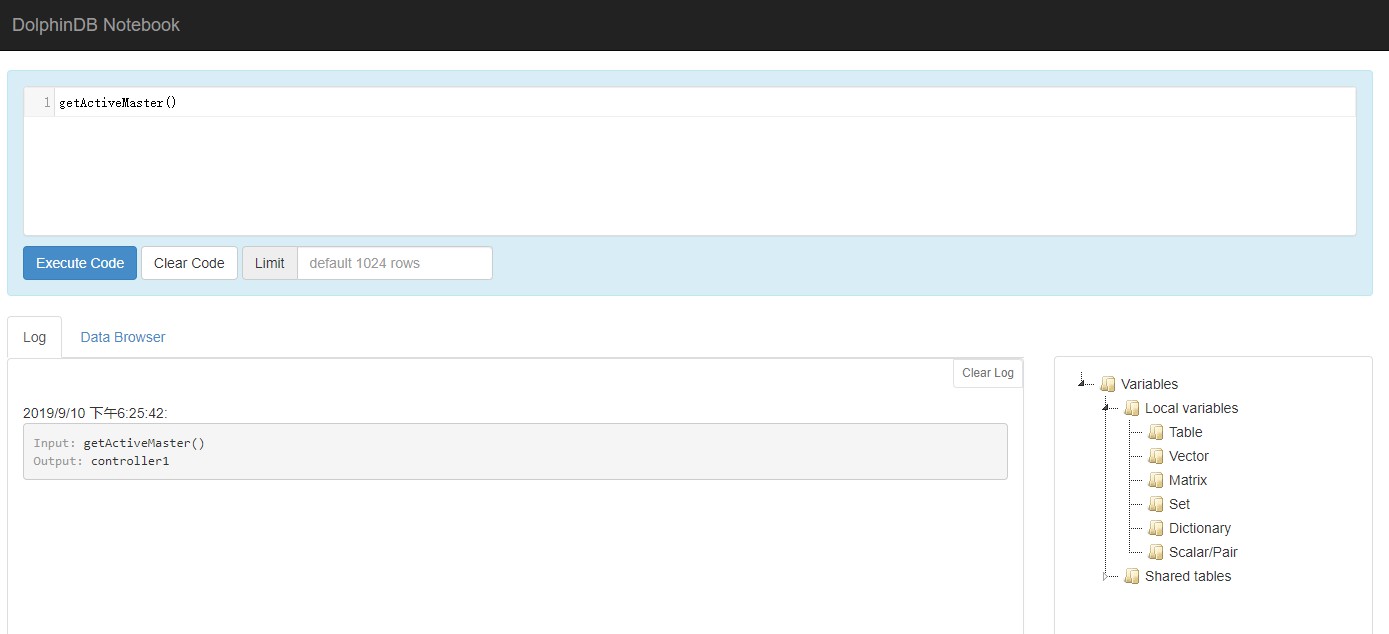 DolphinDB Notebook
1 getActiveMaster()
Execute Code Clear Code Limit default 1024 rows
Log Data Browser
Clear Log
2019/9/10 下午6:25:42:
Input: getActiveMaster()
Output: controller1
Variables
Local variables
Table
Vector
Matrix
Set
Dictionary
Scalar/Pair
Shared tables